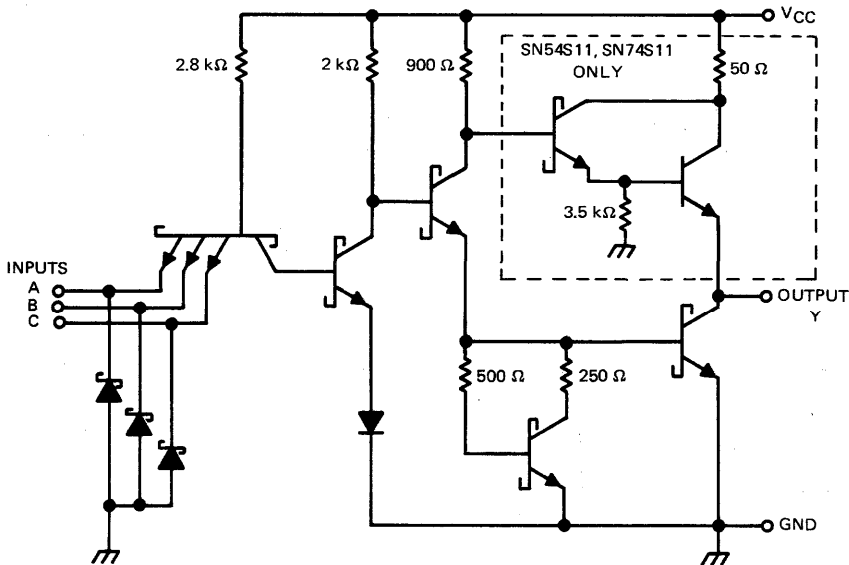 VCC
2.8 kΩ
2 kΩ
900 Ω
SN54S11, SN74S11
ONLY
50 Ω
3.5 kΩ
INPUTS
A
B
C
OUTPUT
Y
500 Ω
250 Ω
GND